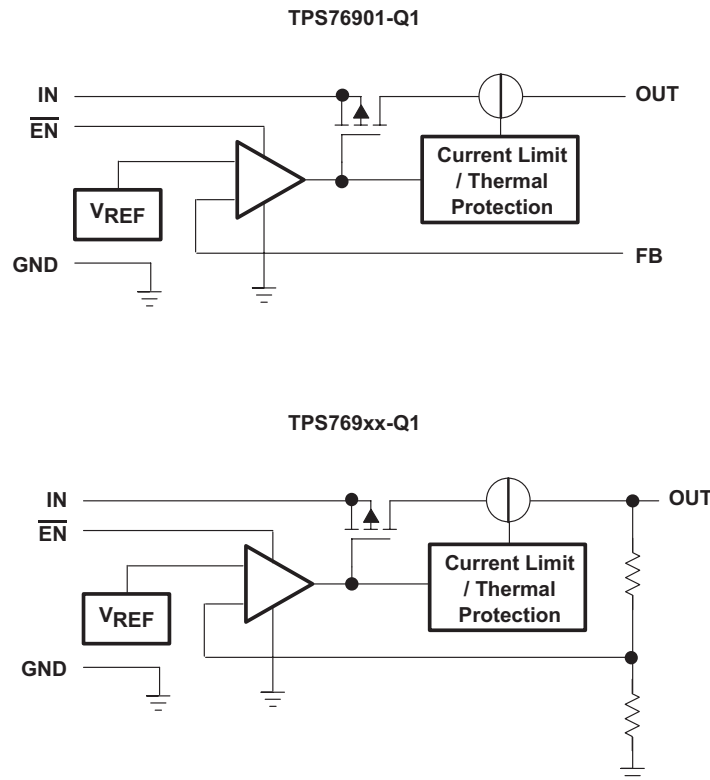 TPS76901-Q1
IN
OUT
EN
Current Limit
/ Thermal
Protection
VREF
GND
FB
TPS769xx-Q1
IN
OUT
EN
Current Limit
/ Thermal
Protection
VREF
GND